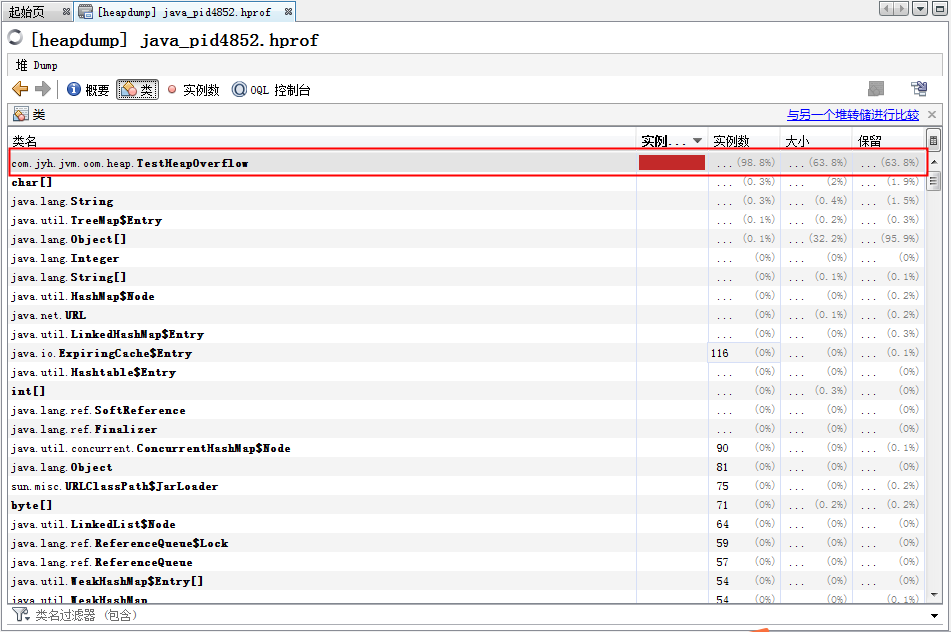 起始页 [heapdump] java_pid4852.hprof
[heapdump] java_pid4852.hprof
堆 Dump
概要 类 实例数 OQL 控制台
类 与另一个堆转储进行比较
类名 实例... 实例数 大小 保留
com.jyh.jvm.oom.heap.TestHeapOverflow ... (98.8%) ... (63.8%) ... (63.8%)
char[] ... (0.3%) ... (2%) ... (1.9%)
java.lang.String ... (0.3%) ... (0.4%) ... (1.5%)
java.util.TreeMap$Entry ... (0.1%) ... (0.2%) ... (0.3%)
java.lang.Object[] ... (0.1%) ... (32.2%) ... (95.9%)
java.lang.Integer ... (0%) ... (0%) ... (0%)
java.lang.String[] ... (0%) ... (0.1%) ... (0.1%)
java.util.HashMap$Node ... (0%) ... (0%) ... (0.2%)
java.net.URL ... (0%) ... (0.1%) ... (0.2%)
java.util.LinkedHashMap$Entry ... (0%) ... (0%) ... (0.3%)
java.io.ExpiringCache$Entry 116 (0%) ... (0%) ... (0.1%)
java.util.Hashtable$Entry ... (0%) ... (0%) ... (0%)
int[] ... (0%) ... (0.3%) ... (0%)
java.lang.ref.SoftReference ... (0%) ... (0%) ... (0%)
java.lang.ref.Finalizer ... (0%) ... (0%) ... (0%)
java.util.concurrent.ConcurrentHashMap$Node 90 (0%) ... (0%) ... (0.1%)
java.lang.Object 81 (0%) ... (0%) ... (0%)
sun.misc.URLClassPath$JarLoader 75 (0%) ... (0%) ... (0.2%)
byte[] 71 (0%) ... (0.2%) ... (0.2%)
java.util.LinkedList$Node 64 (0%) ... (0%) ... (0%)
java.lang.ref.ReferenceQueue$Lock 59 (0%) ... (0%) ... (0%)
java.lang.ref.ReferenceQueue 57 (0%) ... (0%) ... (0%)
java.util.WeakHashMap$Entry[] 54 (0%) ... (0%) ... (0%)
java.util.WeakHashMap 54 (0%) ... (0%) ... (0.1%)
类名过滤器 (包含)